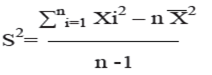 S²= ∑ⁿᵢ₌₁ Xi² – n X̅²
n -1